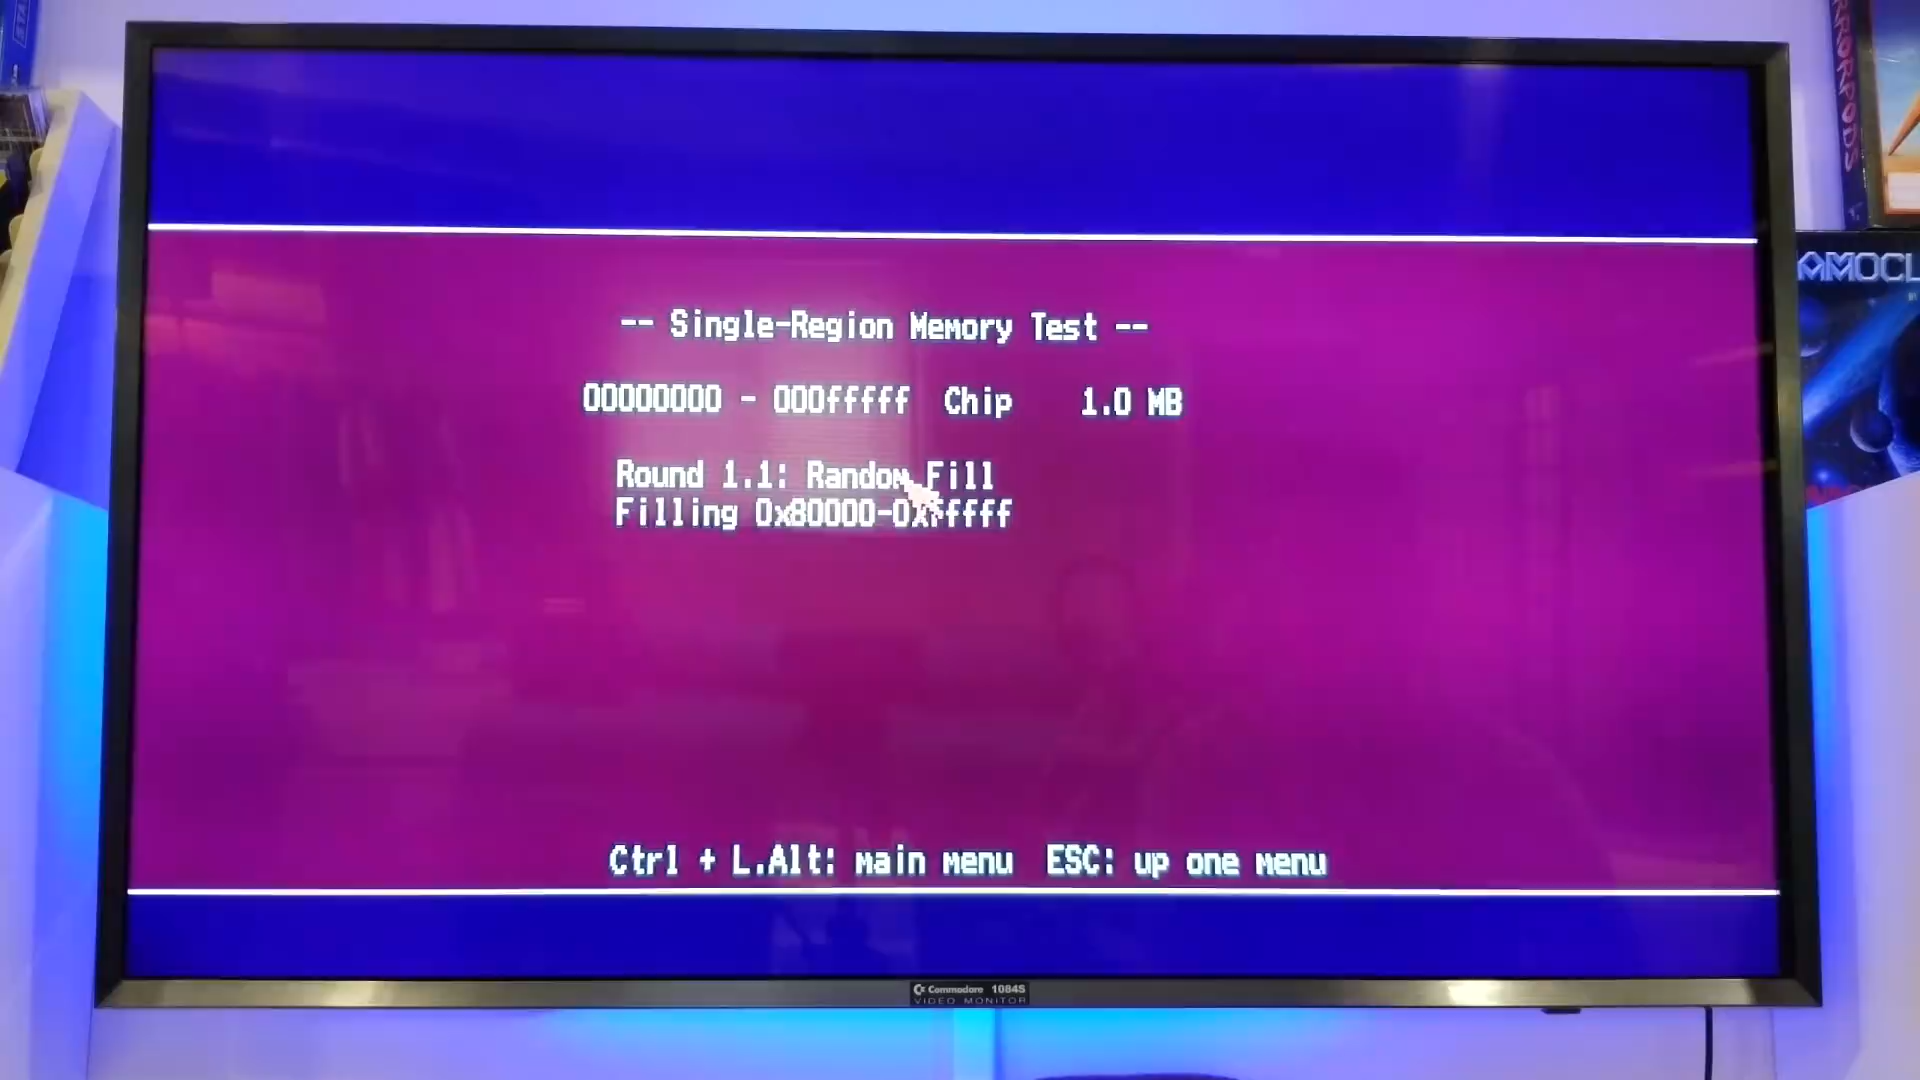 -- Single-Region Memory Test --
00000000 - 000fffff Chip 1.0 MB
Round 1.1: Random Fill
Filling 0x80000-0xfffff
Ctrl + L.Alt: main menu ESC: up one menu
Commodore 1084S
VIDEO MONITOR